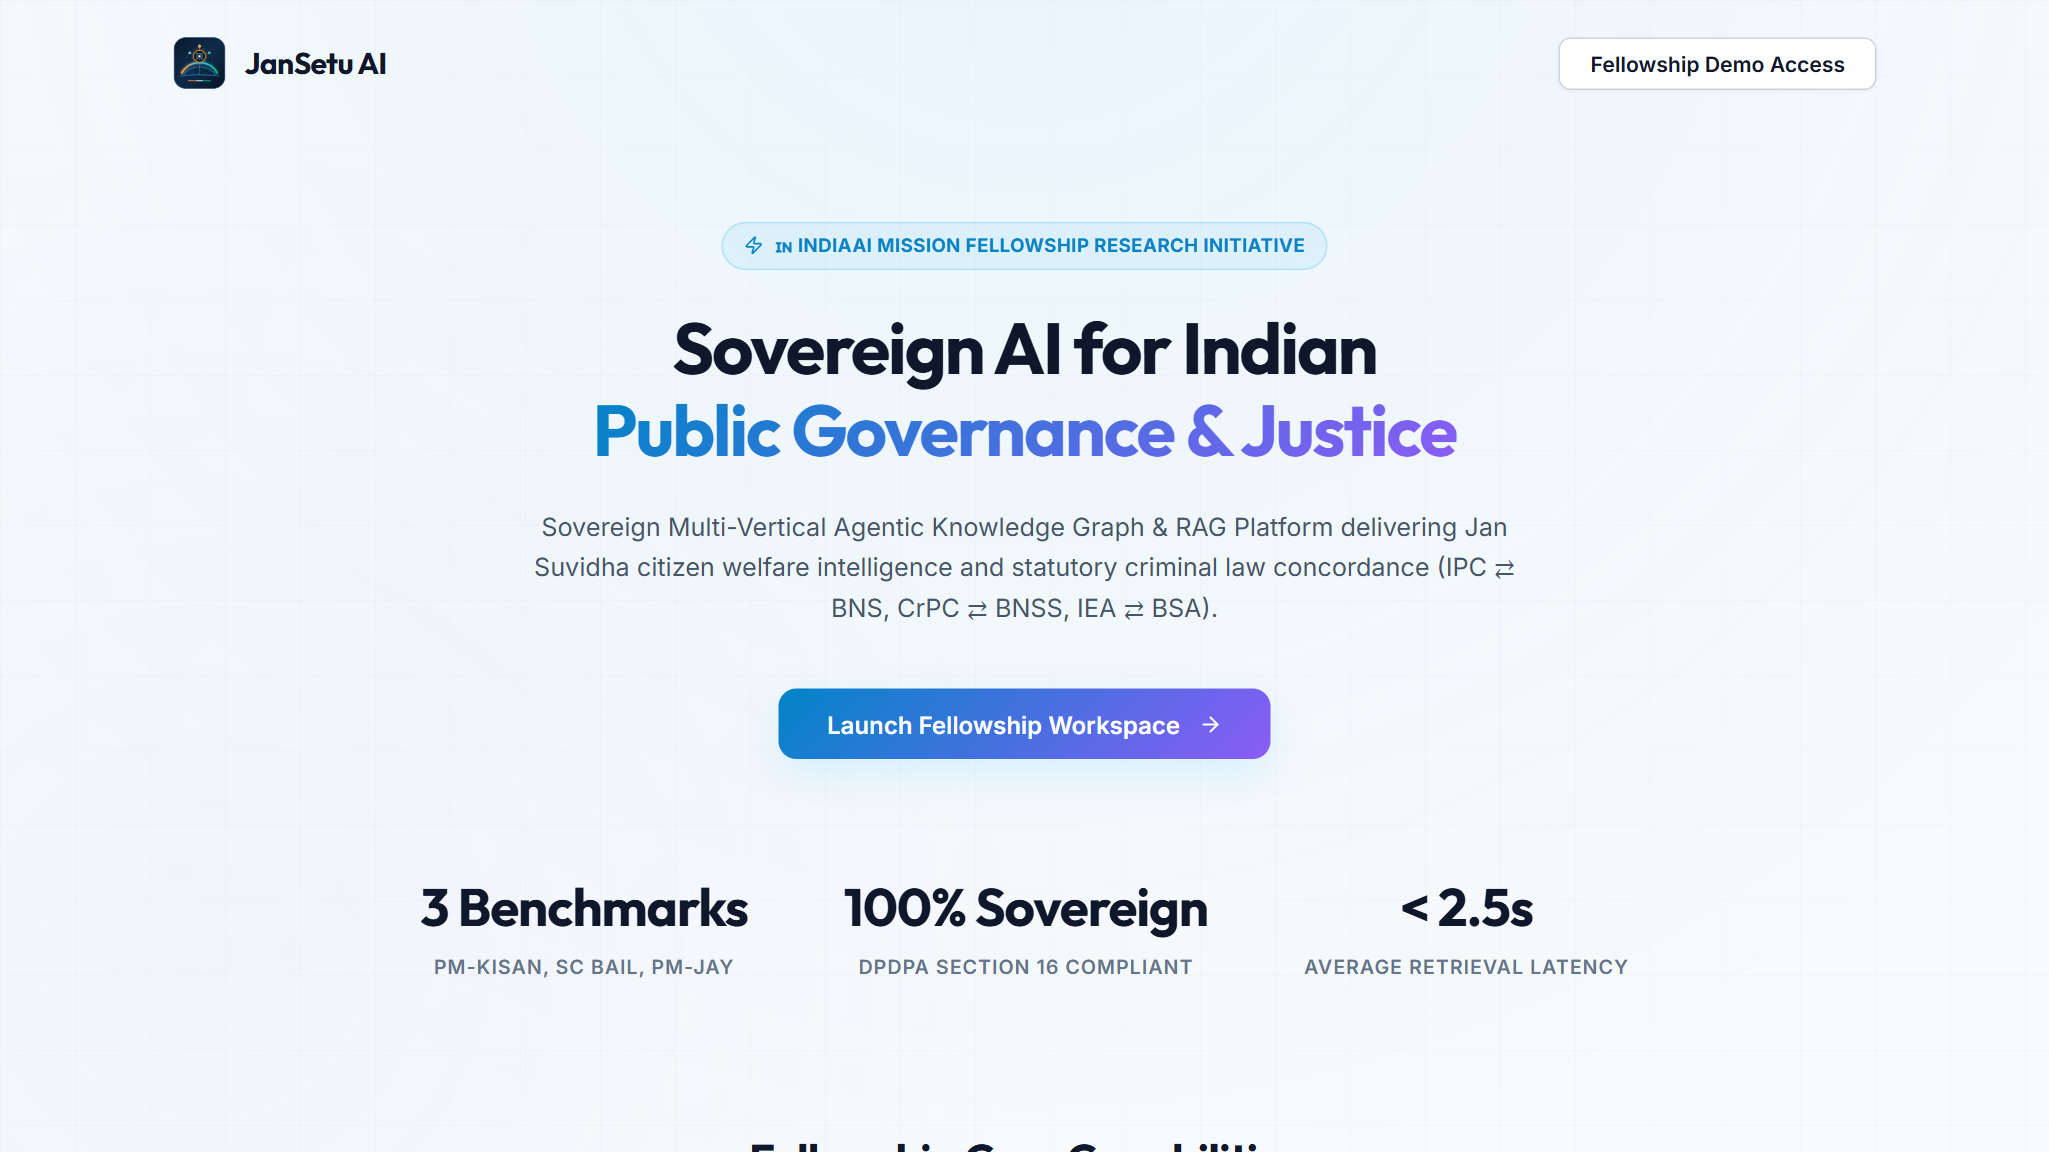 JanSetu AI
Fellowship Demo Access
IN INDIAAI MISSION FELLOWSHIP RESEARCH INITIATIVE
Sovereign AI for Indian
Public Governance & Justice
Sovereign Multi-Vertical Agentic Knowledge Graph & RAG Platform delivering Jan
Suvidha citizen welfare intelligence and statutory criminal law concordance (IPC ⇄
BNS, CrPC ⇄ BNSS, IEA ⇄ BSA).
Launch Fellowship Workspace →
3 Benchmarks
PM-KISAN, SC BAIL, PM-JAY
100% Sovereign
DPDPA SECTION 16 COMPLIANT
< 2.5s
AVERAGE RETRIEVAL LATENCY